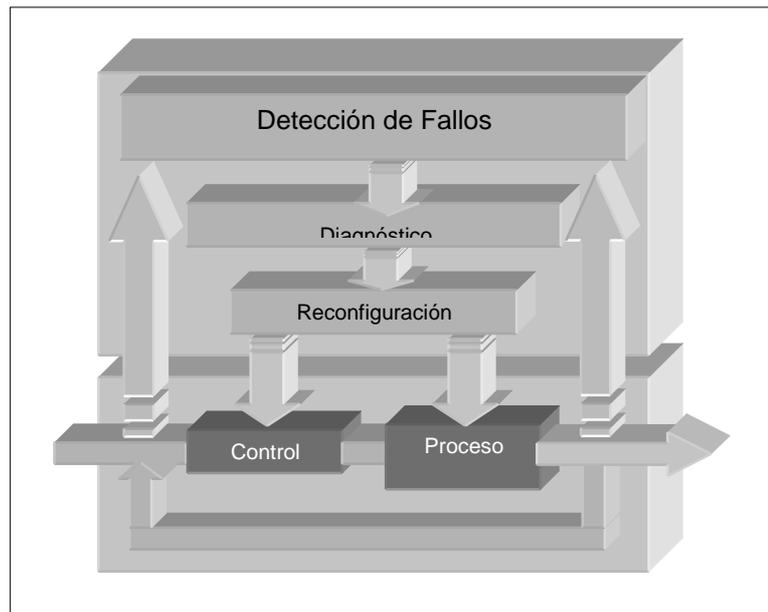 Detección de Fallos
Diagnóstico
Reconfiguración
Control
Proceso